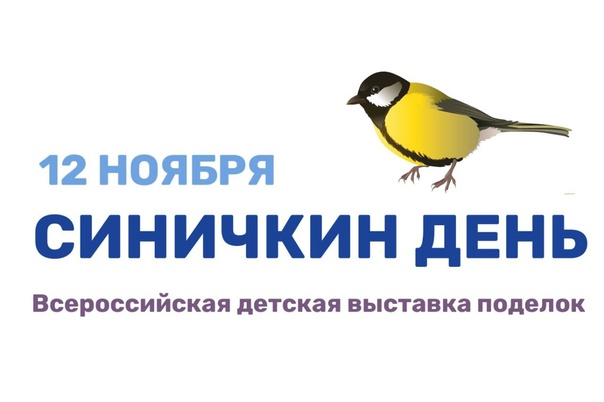 12 НОЯБРЯ
СИНИЧКИН ДЕНЬ
Всероссийская детская выставка поделок